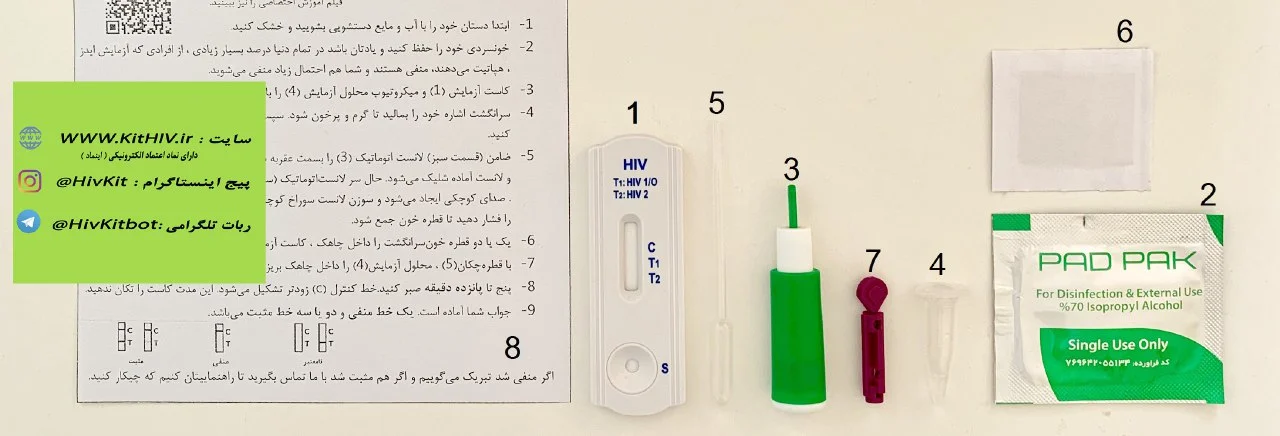 فیلم آموزش اختصاصی را نیز ببینید.
1- ابتدا دستان خود را با آب و مایع دستشویی بشویید و خشک کنید.
2- خونسردی خود را حفظ کنید و یادتان باشد در تمام دنیا درصد بسیار زیادی ، از افرادی که آزمایش ایدز
، هپاتیت می‌دهند، منفی هستند و شما هم احتمال زیاد منفی می‌شوید.
3- کاست آزمایش (1) و میکروتیوب محلول آزمایش (4) را
4- سرانگشت اشاره خود را بمالید تا گرم و پرخون شود.
کنید.
5- ضامن (قسمت سبز) لانست اتوماتیک (3) را بسمت عقربه
و لانست آماده شلیک می‌شود. حال سر لانست‌اتوماتیک
. صدای کوچکی ایجاد می‌شود و سوزن لانست سوراخ
را فشار دهید تا قطره خون جمع شود.
6- یک یا دو قطره خون‌سرانگشت را داخل چاهک ، کاست
7- با قطره‌چکان(5) ، محلول آزمایش(4) را داخل چاهک
8- پنج تا پانزده دقیقه صبر کنید.خط کنترل (C) زودتر تشکیل می‌شود. این مدت کاست را تکان ندهید.
9- جواب شما آماده است. یک خط منفی و دو یا سه خط مثبت می‌باشد.
C T C T C T C T C T
مثبت منفی نامعتبر
اگر منفی شد تبریک می‌گوییم و اگر هم مثبت شد با ما تماس بگیرید تا راهنماییتان کنیم که چیکار کنید.
8
سایت : WWW.KitHIV.ir
دارای نماد اعتماد الکترونیکی ( اینماد )
پیج اینستاگرام : @HivKit
ربات تلگرامی :@HivKitbot
1
HIV
T1: HIV 1/O
T2: HIV 2
C
T1
T2
S
5
3
7
4
6
2
PAD PAK
For Disinfection & External Use
%70 Isopropyl Alcohol
Single Use Only
کد فرآورده: ۷۶۹۶۴۲۰۵۵۱۳۴